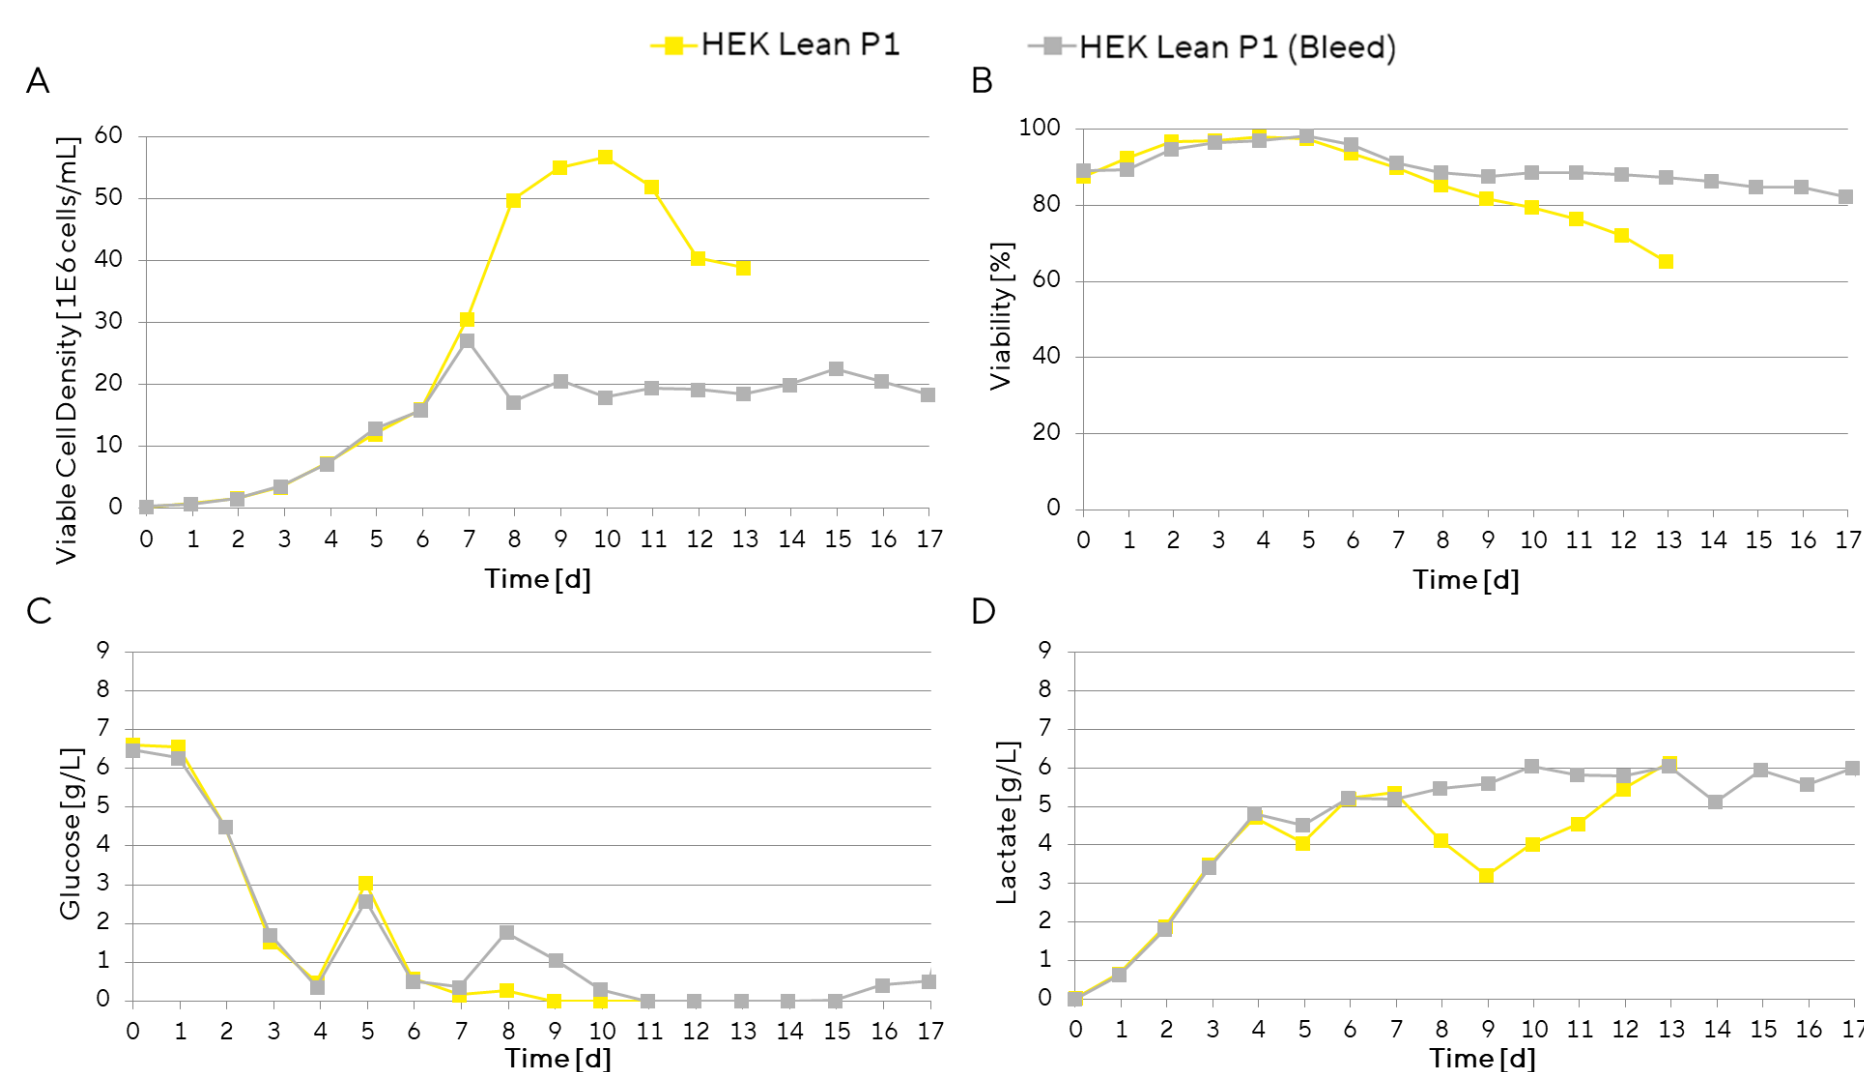 HEK Lean P1
HEK Lean P1 (Bleed)
A
Viable Cell Density [1E6 cells/mL]
60
50
40
30
20
10
0
0 1 2 3 4 5 6 7 8 9 10 11 12 13 14 15 16 17
Time [d]
B
Viability [%]
100
80
60
40
20
0
0 1 2 3 4 5 6 7 8 9 10 11 12 13 14 15 16 17
Time [d]
C
Glucose [g/L]
9
8
7
6
5
4
3
2
1
0
0 1 2 3 4 5 6 7 8 9 10 11 12 13 14 15 16 17
Time [d]
D
Lactate [g/L]
9
8
7
6
5
4
3
2
1
0
0 1 2 3 4 5 6 7 8 9 10 11 12 13 14 15 16 17
Time [d]